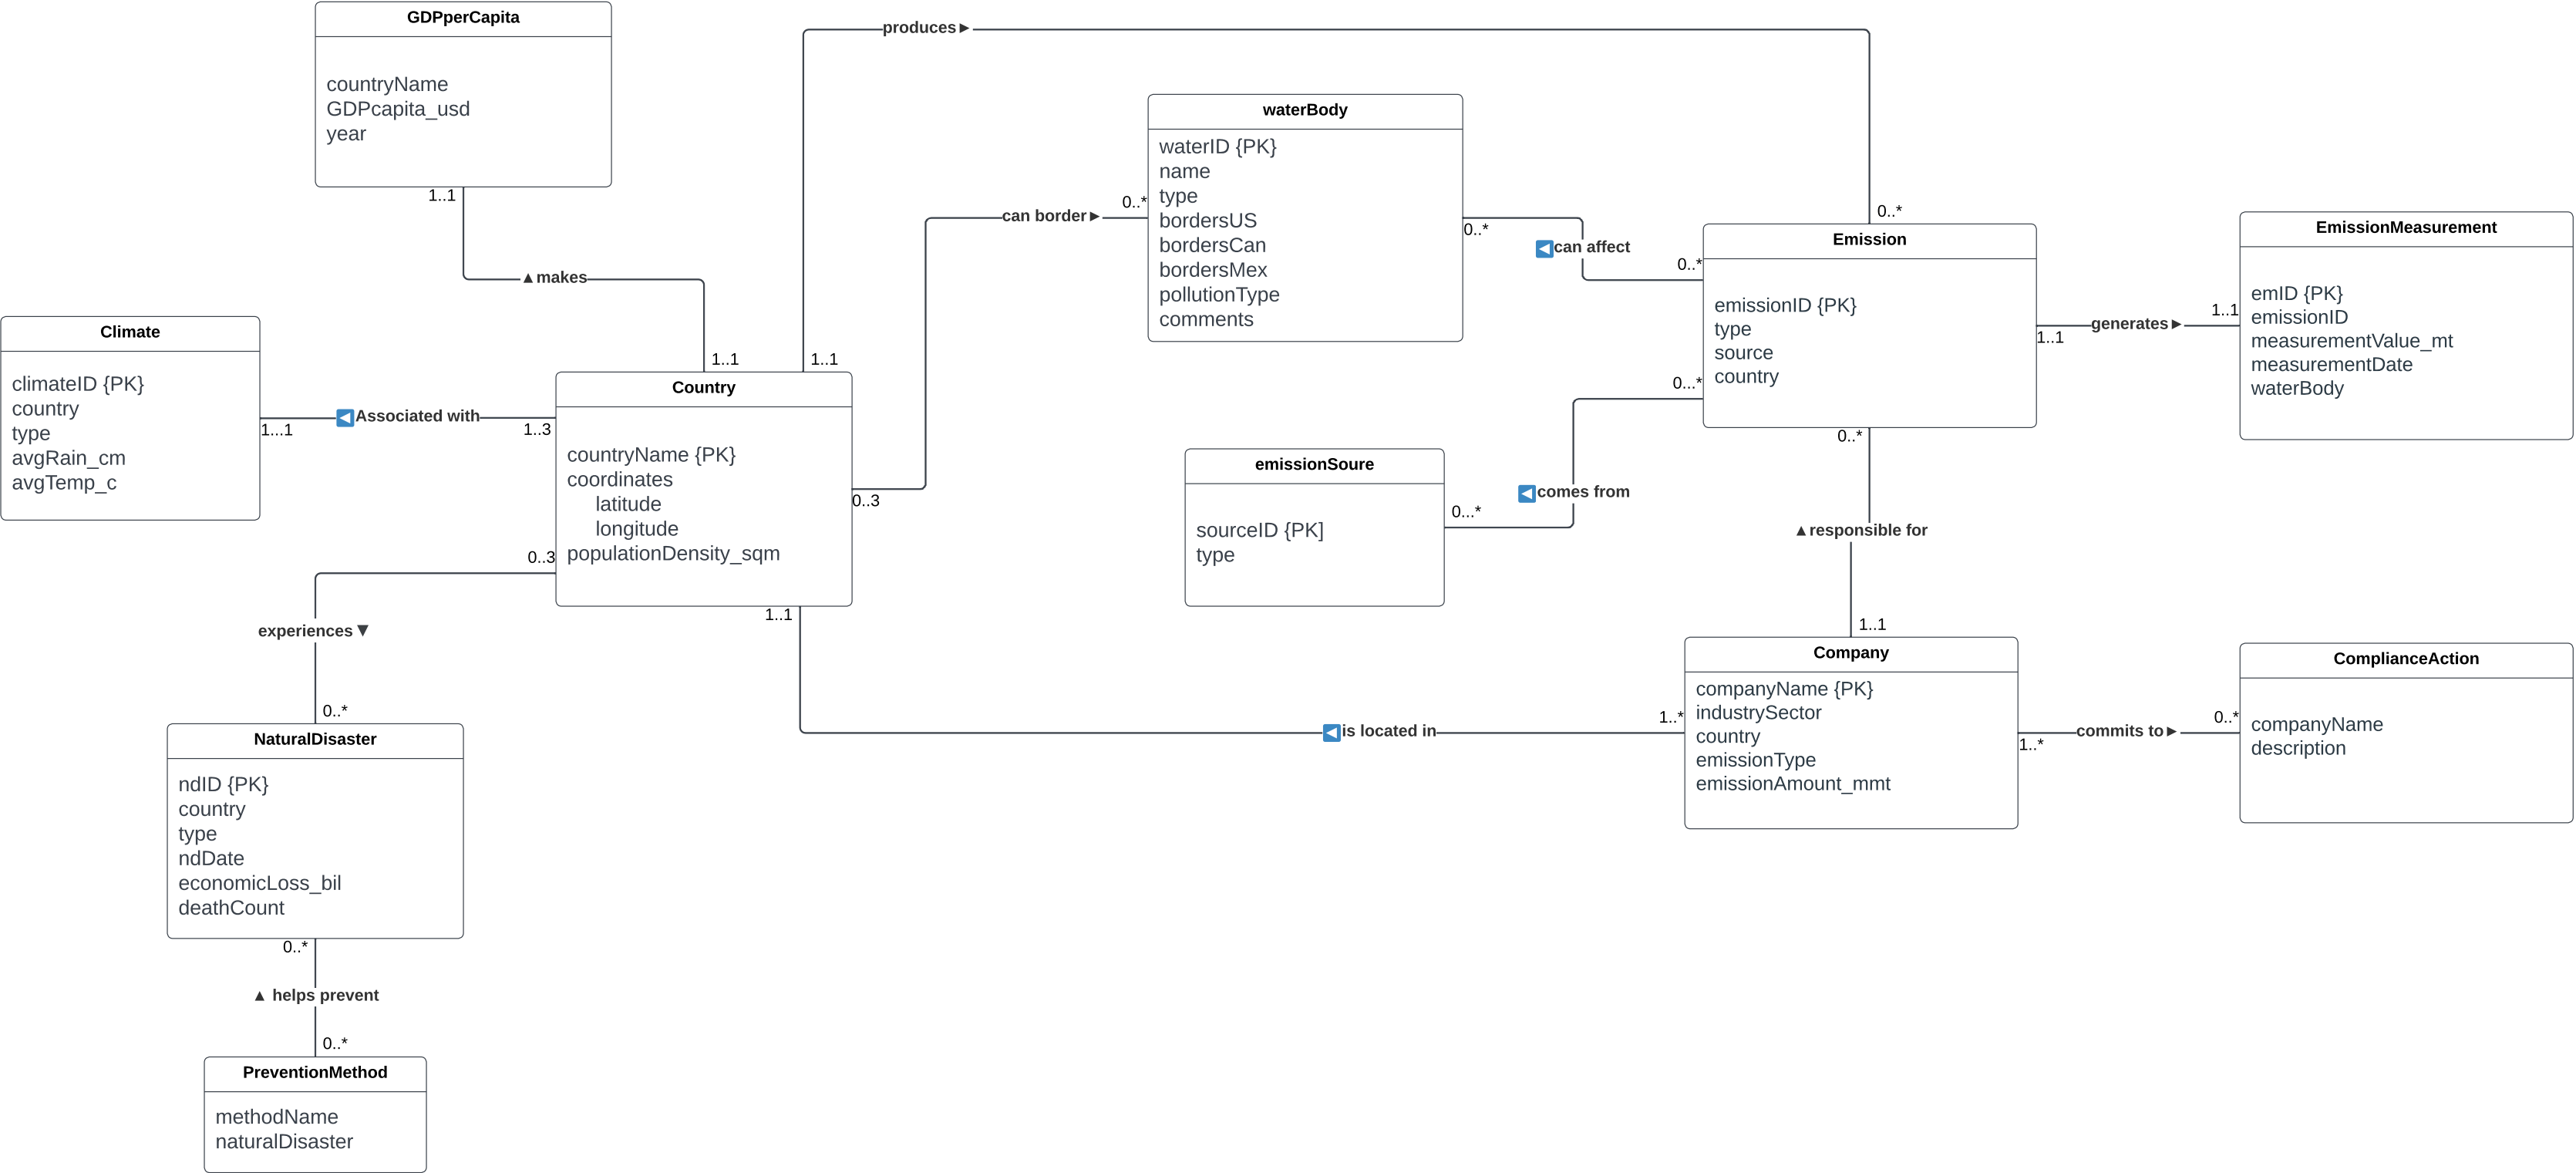 GDPperCapita
countryName
GDPcapita_usd
year
1..1
▲makes
1..1
produces►
1..1
0..*
waterBody
waterID {PK}
name
type
bordersUS
bordersCan
bordersMex
pollutionType
comments
0..*
can border►
0..3
0..*
◀can affect
0..*
Emission
emissionID {PK}
type
source
country
1..1
generates►
1..1
EmissionMeasurement
emID {PK}
emissionID
measurementValue_mt
measurementDate
waterBody
Climate
climateID {PK}
country
type
avgRain_cm
avgTemp_c
1...1
◀Associated with
1..3
Country
countryName {PK}
coordinates
latitude
longitude
populationDensity_sqm
emissionSoure
sourceID {PK]
type
0...*
◀comes from
0...*
0..*
▲responsible for
1..1
0..3
experiences ▼
0..*
1..1
◀is located in
1..*
Company
companyName {PK}
industrySector
country
emissionType
emissionAmount_mmt
1..*
commits to►
0..*
ComplianceAction
companyName
description
NaturalDisaster
ndID {PK}
country
type
ndDate
economicLoss_bil
deathCount
0..*
▲ helps prevent
0..*
PreventionMethod
methodName
naturalDisaster